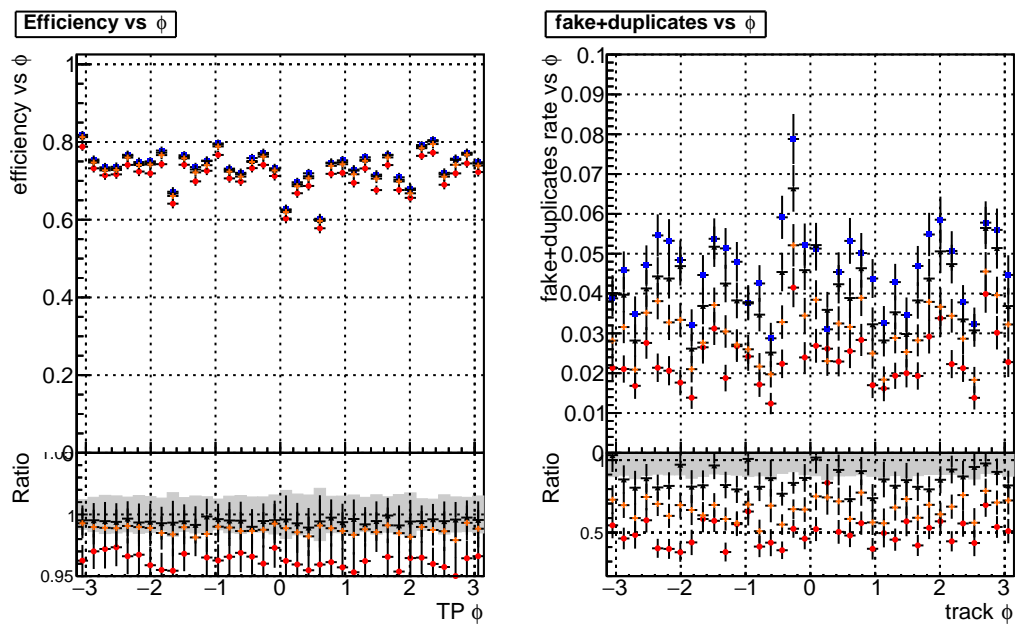 Efficiency vs ϕ
fake+duplicates vs ϕ
efficiency vs ϕ
1
0.8
0.6
0.4
0.2
0
fake+duplicates rate vs ϕ
0.1
0.09
0.08
0.07
0.06
0.05
0.04
0.03
0.02
0.01
0
Ratio
1.05
1
0.95
−3 −2 −1 0 1 2 3
TP ϕ
Ratio
0.5
−3 −2 −1 0 1 2 3
track ϕ